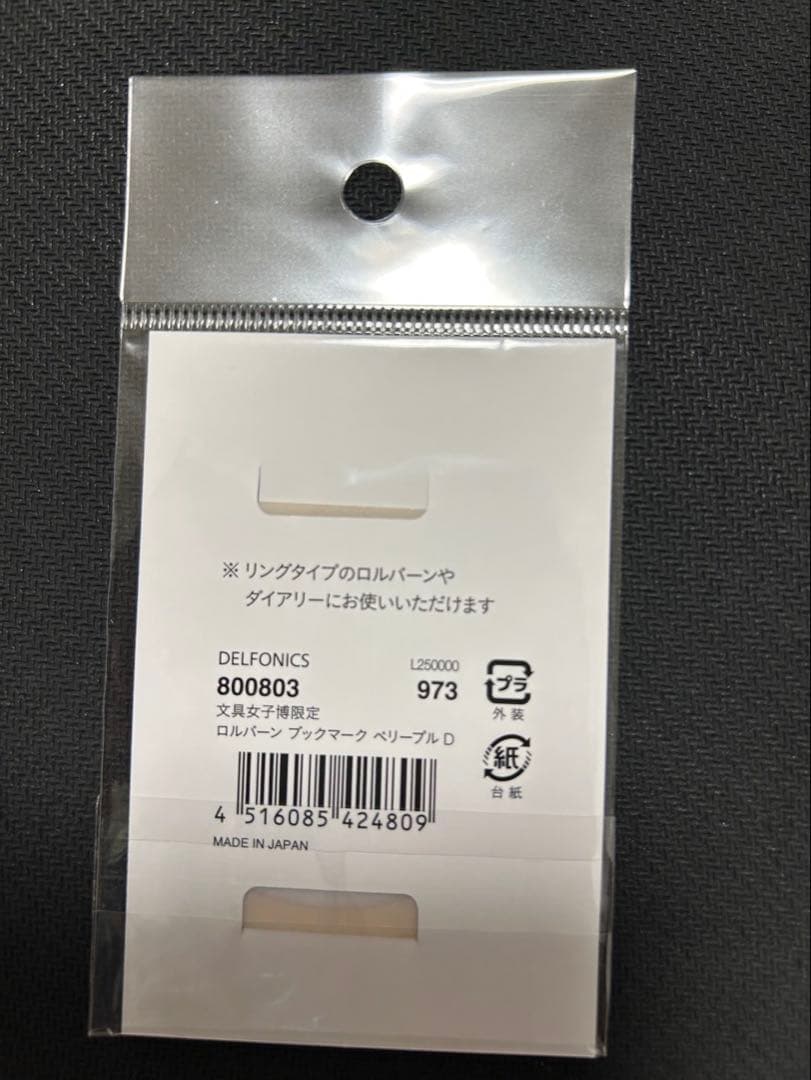 ※ リングタイプのロルバーンや
ダイアリーにお使いいただけます
DELFONICS L250000
800803 973
文具女子博限定
ロルバーン ブックマーク ペリープル D
4 516085 424809
MADE IN JAPAN
プラ
外装
紙
台紙